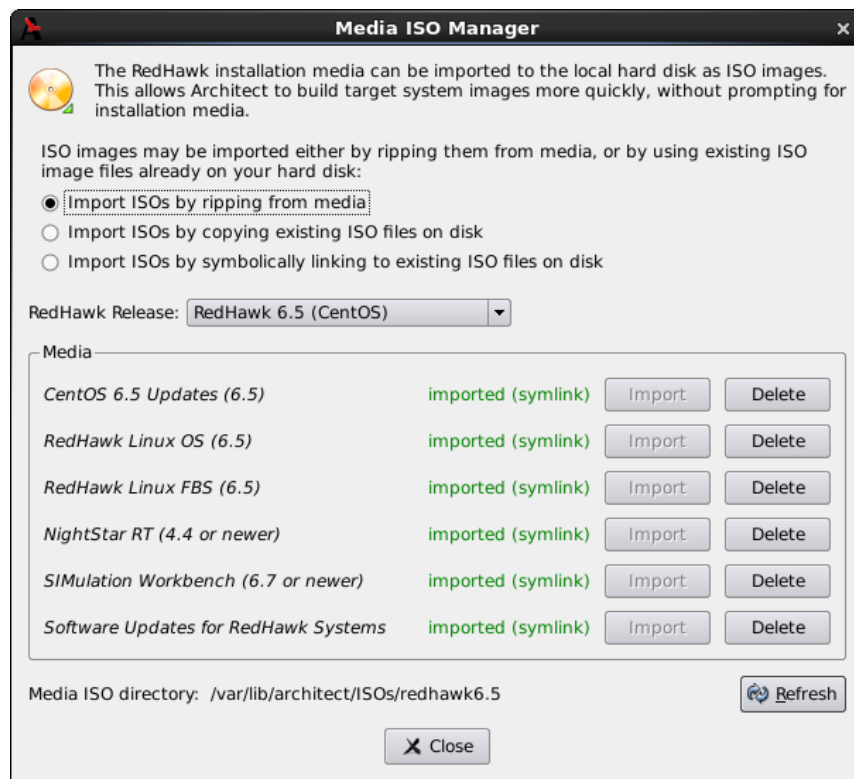 Media ISO Manager
The RedHawk installation media can be imported to the local hard disk as ISO images.
This allows Architect to build target system images more quickly, without prompting for
installation media.
ISO images may be imported either by ripping them from media, or by using existing ISO
image files already on your hard disk:
Import ISOs by ripping from media
Import ISOs by copying existing ISO files on disk
Import ISOs by symbolically linking to existing ISO files on disk
RedHawk Release: RedHawk 6.5 (CentOS)
Media
CentOS 6.5 Updates (6.5) imported (symlink) Import Delete
RedHawk Linux OS (6.5) imported (symlink) Import Delete
RedHawk Linux FBS (6.5) imported (symlink) Import Delete
NightStar RT (4.4 or newer) imported (symlink) Import Delete
SIMulation Workbench (6.7 or newer) imported (symlink) Import Delete
Software Updates for RedHawk Systems imported (symlink) Import Delete
Media ISO directory: /var/lib/architect/ISOs/redhawk6.5 Refresh
Close